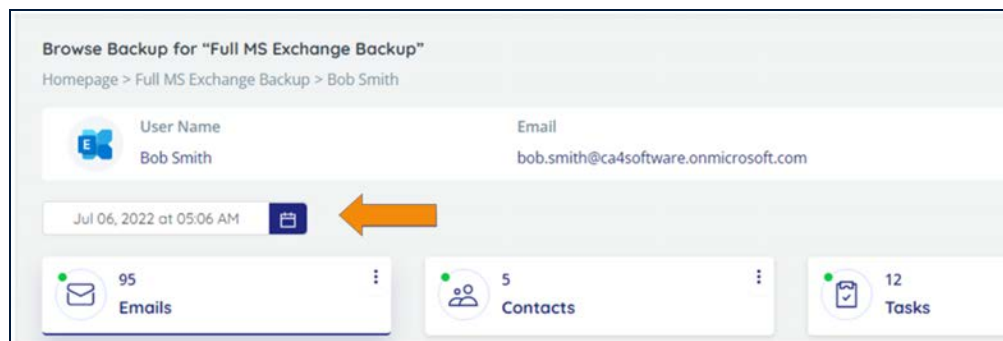 Browse Backup for “Full MS Exchange Backup”
Homepage > Full MS Exchange Backup > Bob Smith
User Name
Email
E
Bob Smith
bob.smith@ca4software.onmicrosoft.com
Jul 06, 2022 at 05:06 AM
95
Emails
5
Contacts
12
Tasks